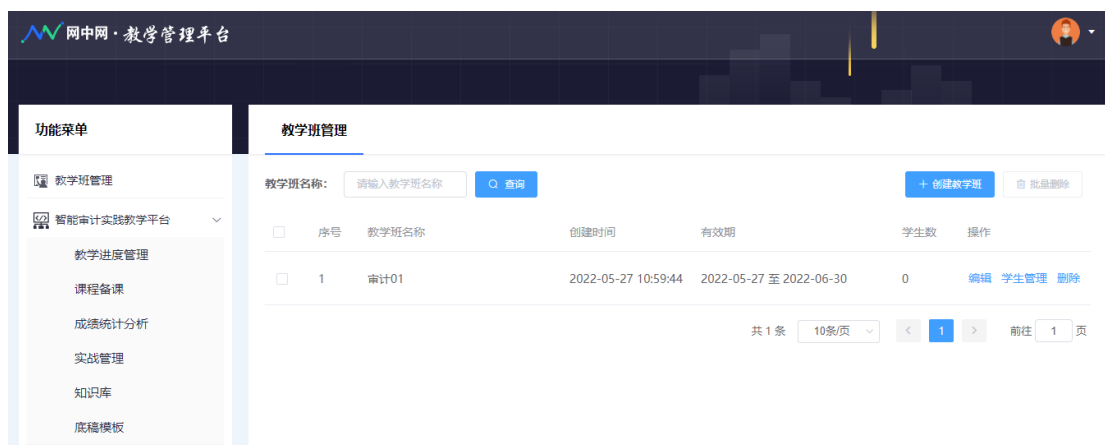 网中网·教学管理平台
功能菜单
教学班管理
智能审计实践教学平台
教学进度管理
课程备课
成绩统计分析
实战管理
知识库
底稿模板
教学班管理
教学班名称： 请输入教学班名称 查询 + 创建教学班 批量删除
序号 教学班名称 创建时间 有效期 学生数 操作
1 审计01 2022-05-27 10:59:44 2022-05-27 至 2022-06-30 0 编辑 学生管理 删除
共 1 条 10条/页 < 1 > 前往 1 页